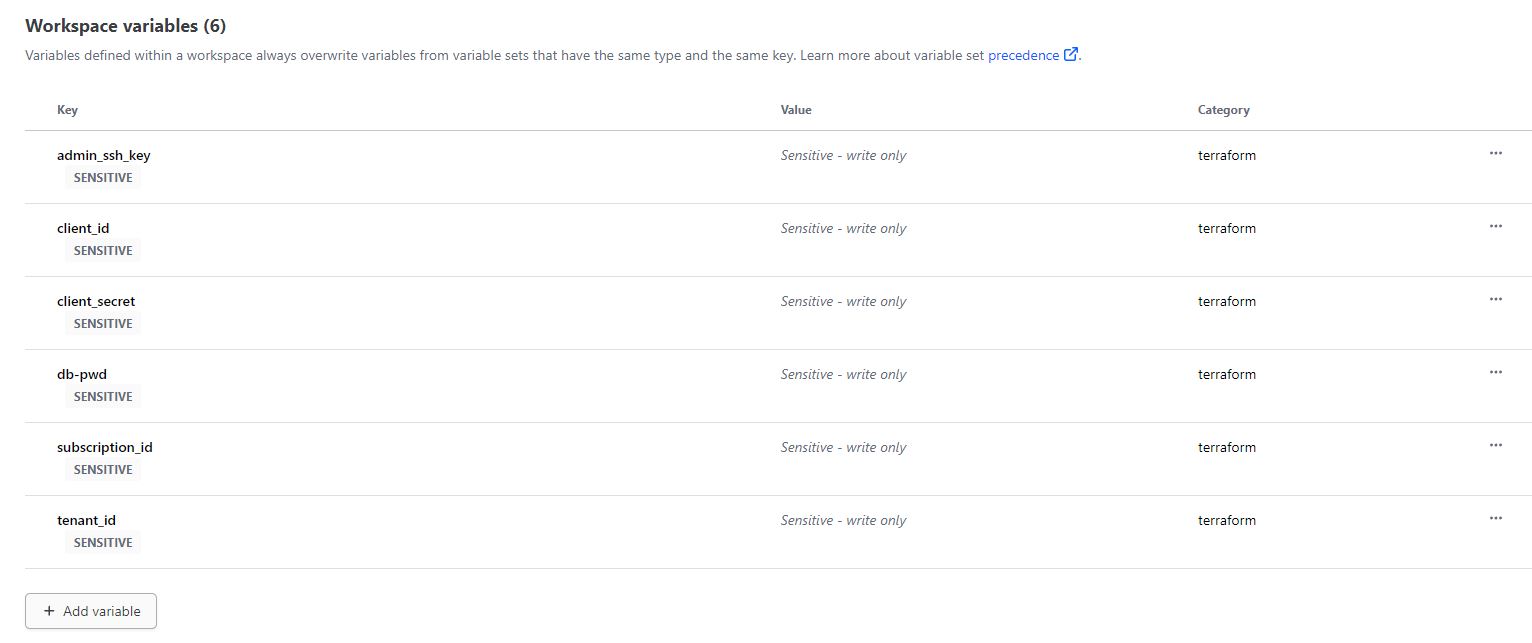 Workspace variables (6)
Variables defined within a workspace always overwrite variables from variable sets that have the same type and the same key. Learn more about variable set precedence.
Key Value Category
admin_ssh_key Sensitive - write only terraform
SENSITIVE
client_id Sensitive - write only terraform
SENSITIVE
client_secret Sensitive - write only terraform
SENSITIVE
db-pwd Sensitive - write only terraform
SENSITIVE
subscription_id Sensitive - write only terraform
SENSITIVE
tenant_id Sensitive - write only terraform
SENSITIVE
+ Add variable